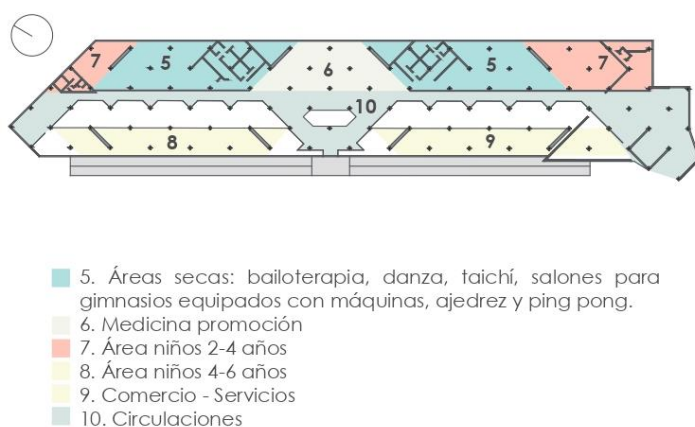 7
5
6
5
7
10
8
9
5. Áreas secas: bailoterapia, danza, taichí, salones para
gimnasios equipados con máquinas, ajedrez y ping pong.
6. Medicina promoción
7. Área niños 2-4 años
8. Área niños 4-6 años
9. Comercio - Servicios
10. Circulaciones